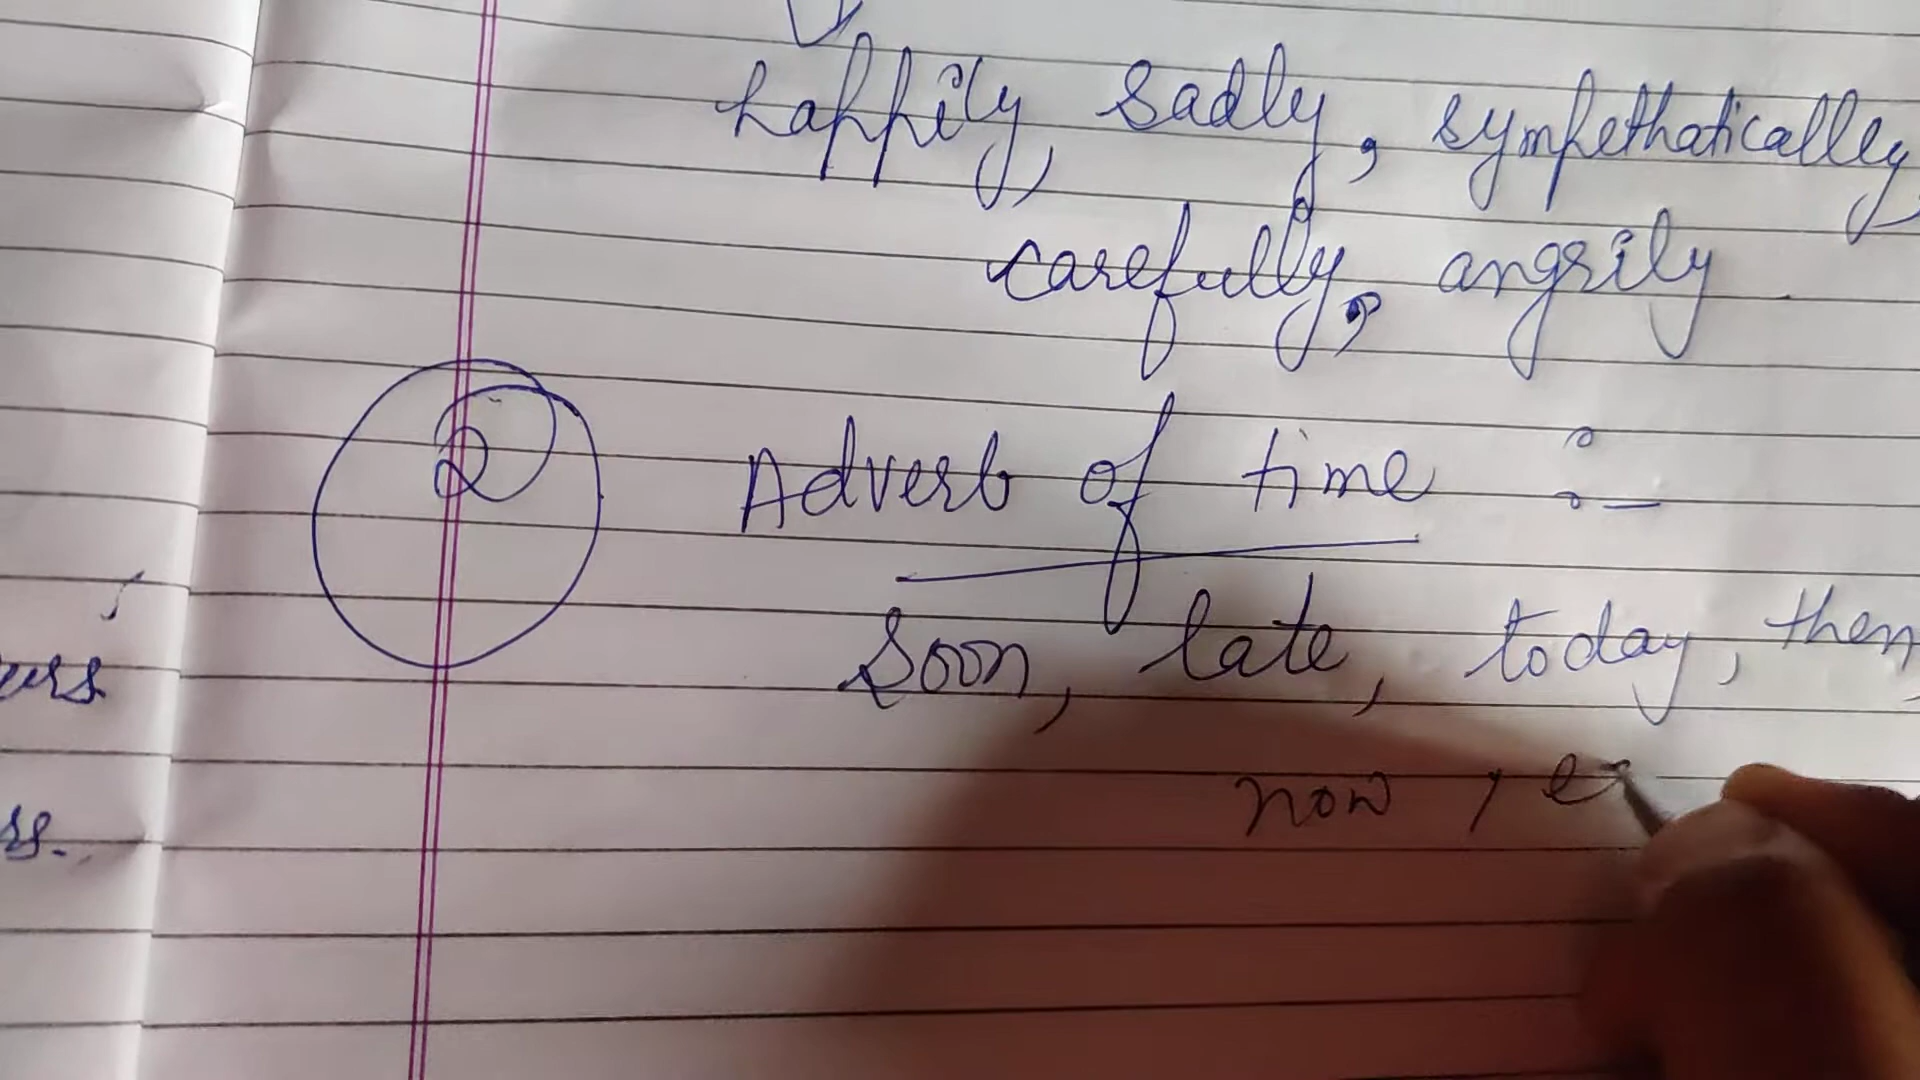 happily, sadly, sympethatically,
carefully, angrily
2 Adverb of time :-
Soon, late, today, then,
now,